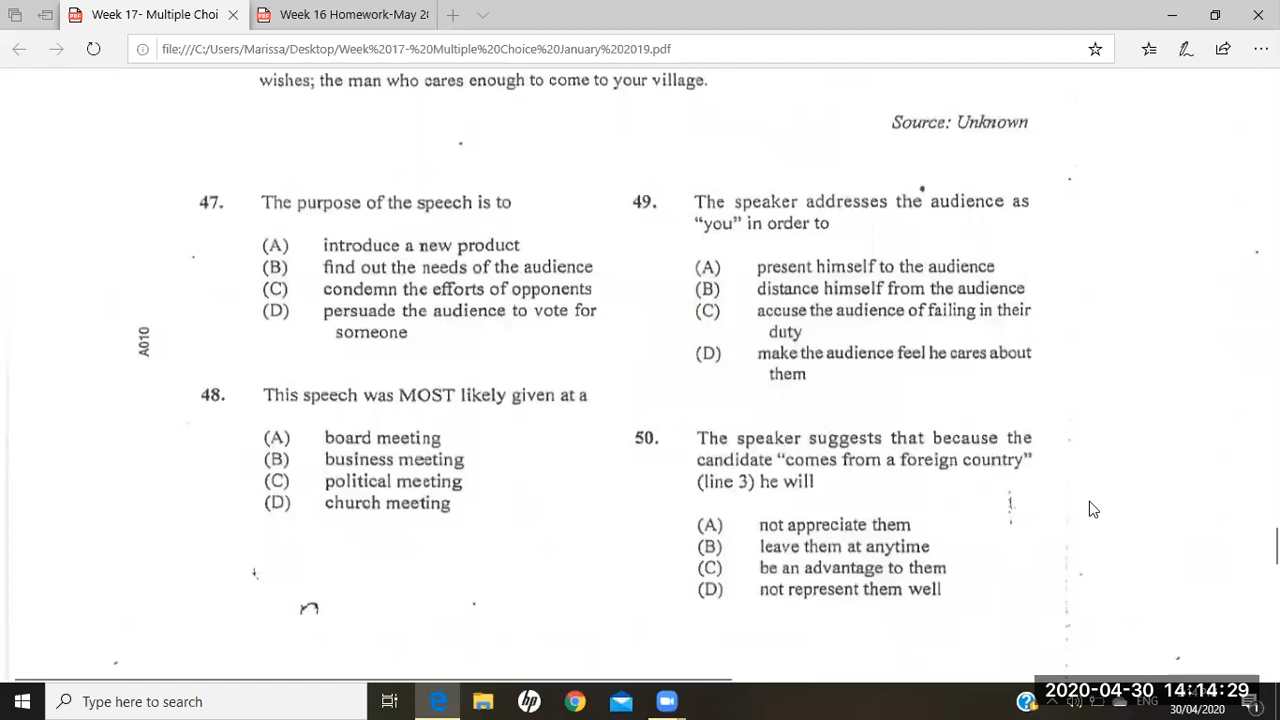 Week 17- Multiple Choi
Week 16 Homework-May 28
file:///C:/Users/Marissa/Desktop/Week%2017-%20Multiple%20Choice%20January%202019.pdf
wishes; the man who cares enough to come to your village.
Source: Unknown
47. The purpose of the speech is to
(A) introduce a new product
(B) find out the needs of the audience
(C) condemn the efforts of opponents
(D) persuade the audience to vote for
someone
A010
48. This speech was MOST likely given at a
(A) board meeting
(B) business meeting
(C) political meeting
(D) church meeting
49. The speaker addresses the audience as
"you" in order to
(A) present himself to the audience
(B) distance himself from the audience
(C) accuse the audience of failing in their
duty
(D) make the audience feel he cares about
them
50. The speaker suggests that because the
candidate "comes from a foreign country"
(line 3) he will
(A) not appreciate them
(B) leave them at anytime
(C) be an advantage to them
(D) not represent them well
Type here to search
hp
ENG
2020-04-30 14:14:29
30/04/2020